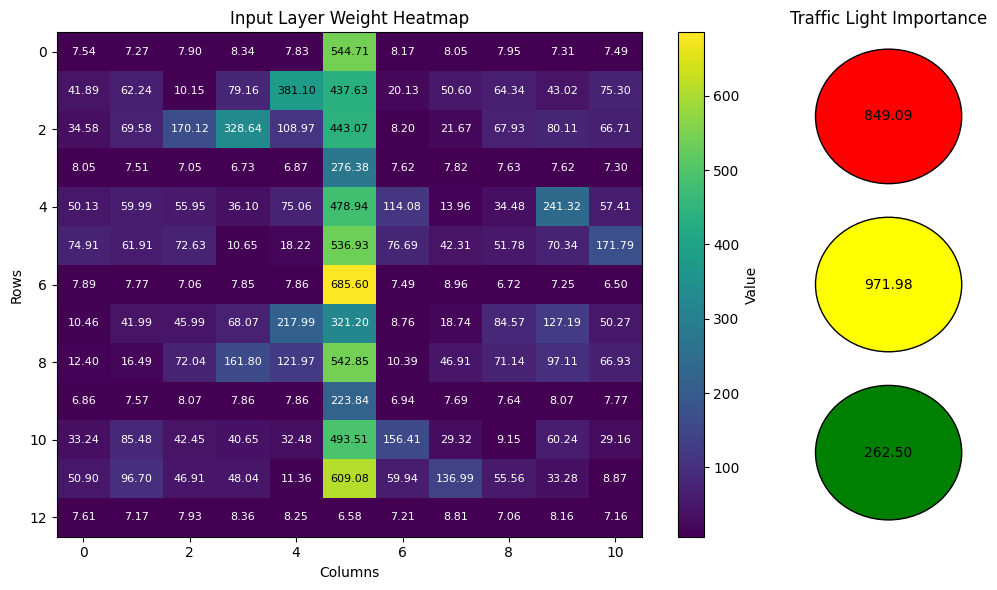 Input Layer Weight Heatmap
Traffic Light Importance
0 7.54 7.27 7.90 8.34 7.83 544.71 8.17 8.05 7.95 7.31 7.49
41.89 62.24 10.15 79.16 381.10 437.63 20.13 50.60 64.34 43.02 75.30
2 34.58 69.58 170.12 328.64 108.97 443.07 8.20 21.67 67.93 80.11 66.71
8.05 7.51 7.05 6.73 6.87 276.38 7.62 7.82 7.63 7.62 7.30
4 50.13 59.99 55.95 36.10 75.06 478.94 114.08 13.96 34.48 241.32 57.41
74.91 61.91 72.63 10.65 18.22 536.93 76.69 42.31 51.78 70.34 171.79
6 7.89 7.77 7.06 7.85 7.86 685.60 7.49 8.96 6.72 7.25 6.50
10.46 41.99 45.99 68.07 217.99 321.20 8.76 18.74 84.57 127.19 50.27
8 12.40 16.49 72.04 161.80 121.97 542.85 10.39 46.91 71.14 97.11 66.93
6.86 7.57 8.07 7.86 7.86 223.84 6.94 7.69 7.64 8.07 7.77
10 33.24 85.48 42.45 40.65 32.48 493.51 156.41 29.32 9.15 60.24 29.16
50.90 96.70 46.91 48.04 11.36 609.08 59.94 136.99 55.56 33.28 8.87
12 7.61 7.17 7.93 8.36 8.25 6.58 7.21 8.81 7.06 8.16 7.16
0 2 4 6 8 10
Columns
Rows
600
500
400
300
200
100
Value
849.09
971.98
262.50